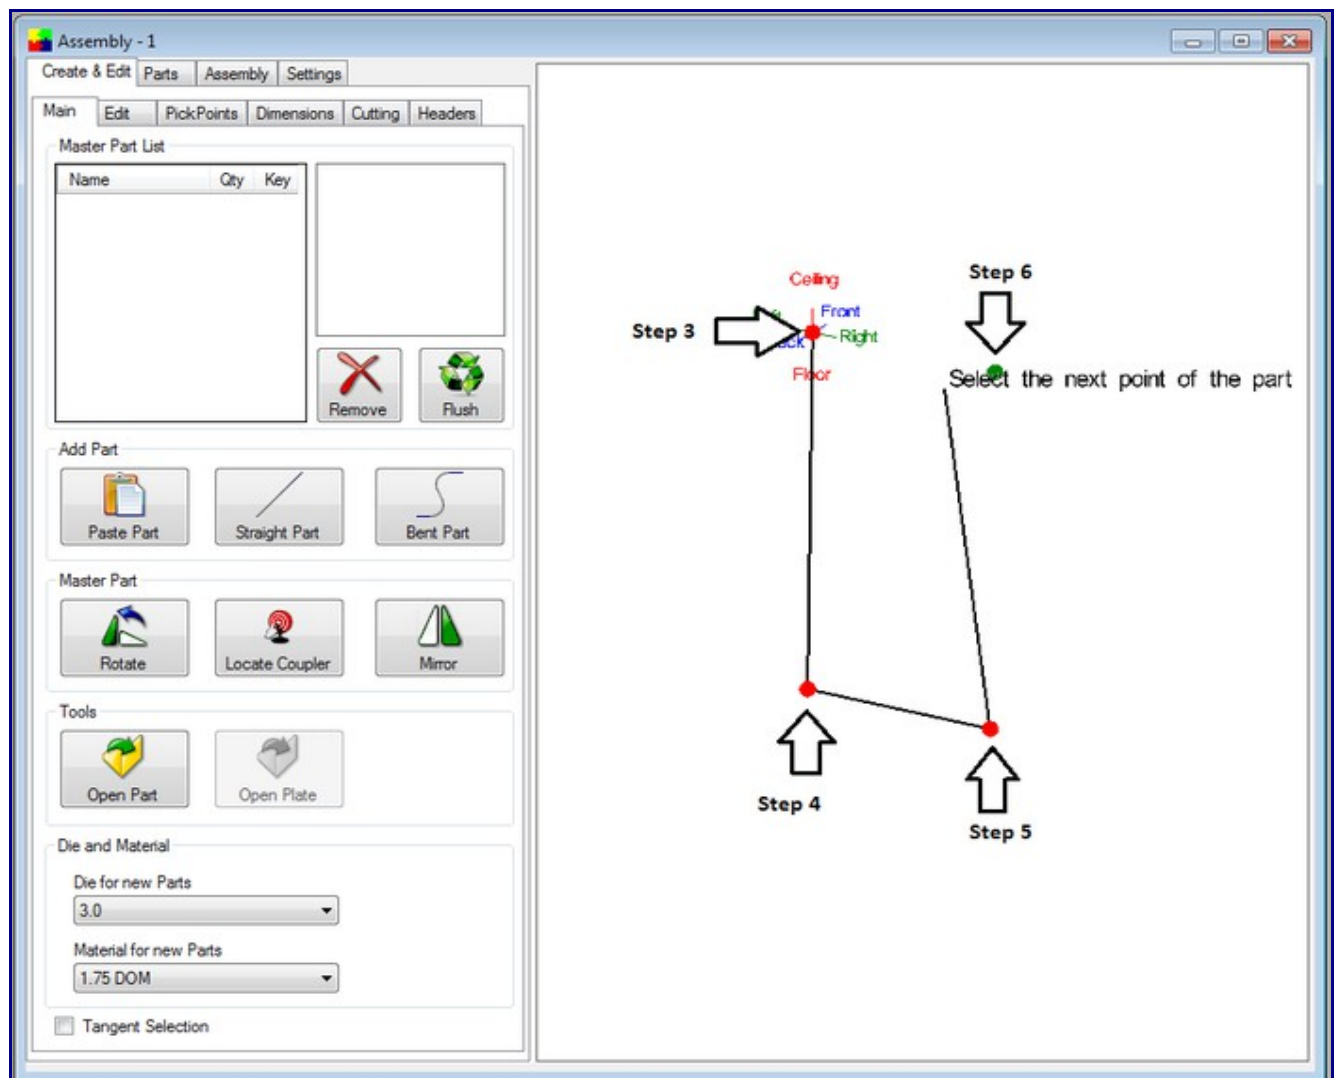 Assembly - 1
Create & Edit Parts Assembly Settings
Main Edit PickPoints Dimensions Cutting Headers
Master Part List
Name Qty Key
Remove Flush
Add Part
Paste Part Straight Part Bent Part
Master Part
Rotate Locate Coupler Mirror
Tools
Open Part Open Plate
Die and Material
Die for new Parts
3.0
Material for new Parts
1.75 DOM
Tangent Selection
Step 6
Ceiling
Front
Step 3
Right
Floor
Select the next point of the part
Step 4
Step 5